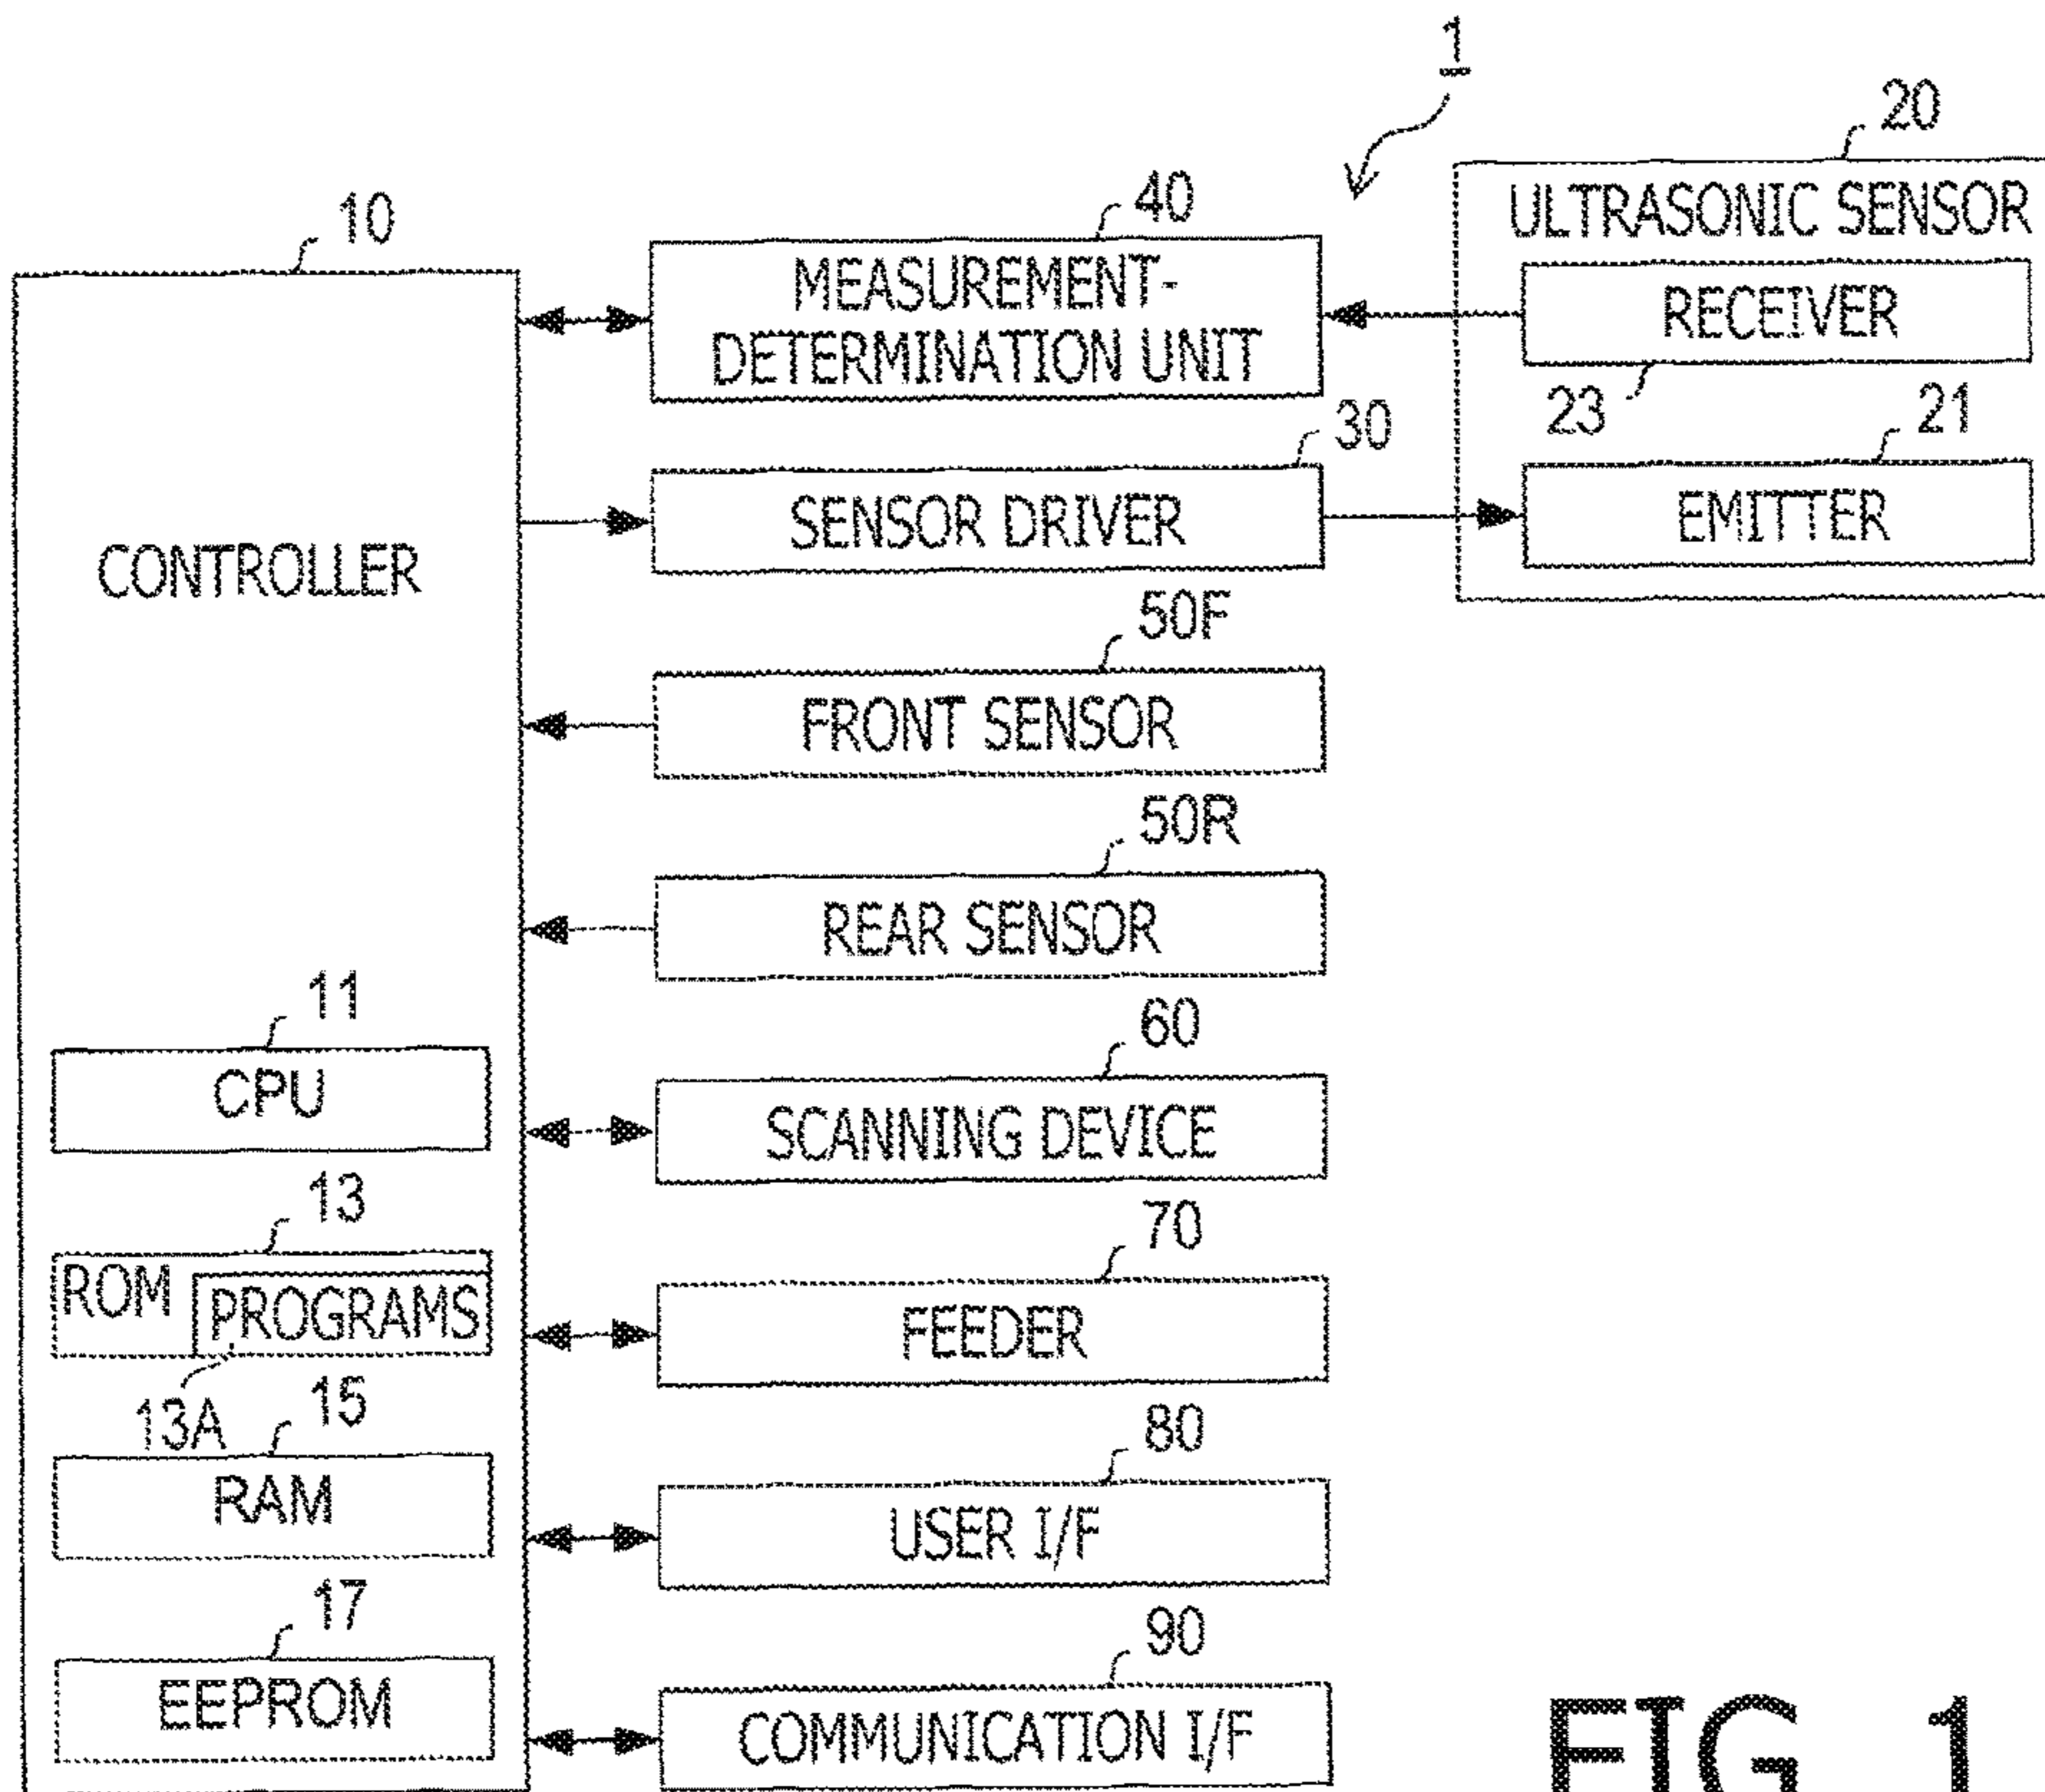 1
20
ULTRASONIC SENSOR
10
40
MEASUREMENT-
DETERMINATION UNIT
RECEIVER
23
30
21
SENSOR DRIVER
EMITTER
CONTROLLER
50F
FRONT SENSOR
50R
REAR SENSOR
11
CPU
60
SCANNING DEVICE
13
ROM
PROGRAMS
13A
70
FEEDER
15
RAM
80
USER I/F
17
EEPROM
90
COMMUNICATION I/F
FIG. 1